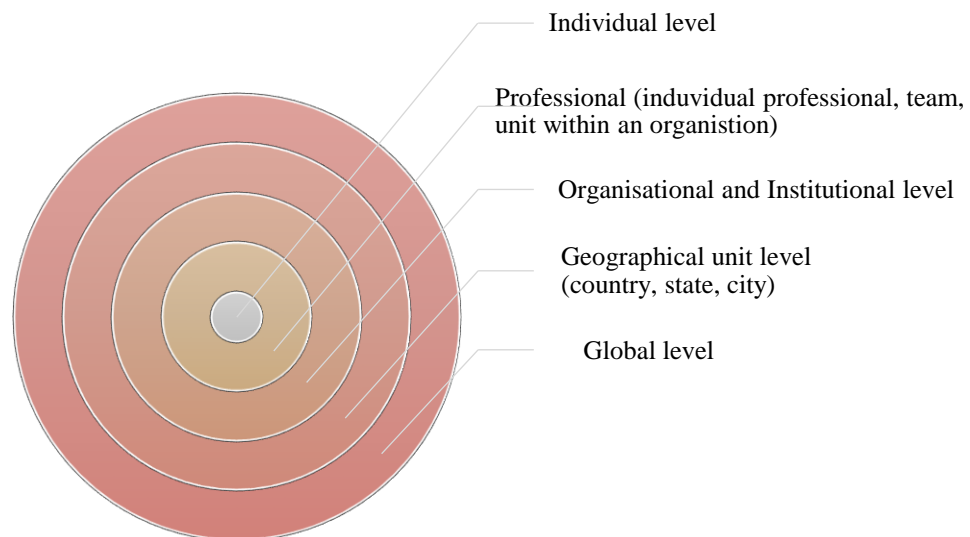 Individual level
Professional (induvidual professional, team,
unit within an organistion)
Organisational and Institutional level
Geographical unit level
(country, state, city)
Global level